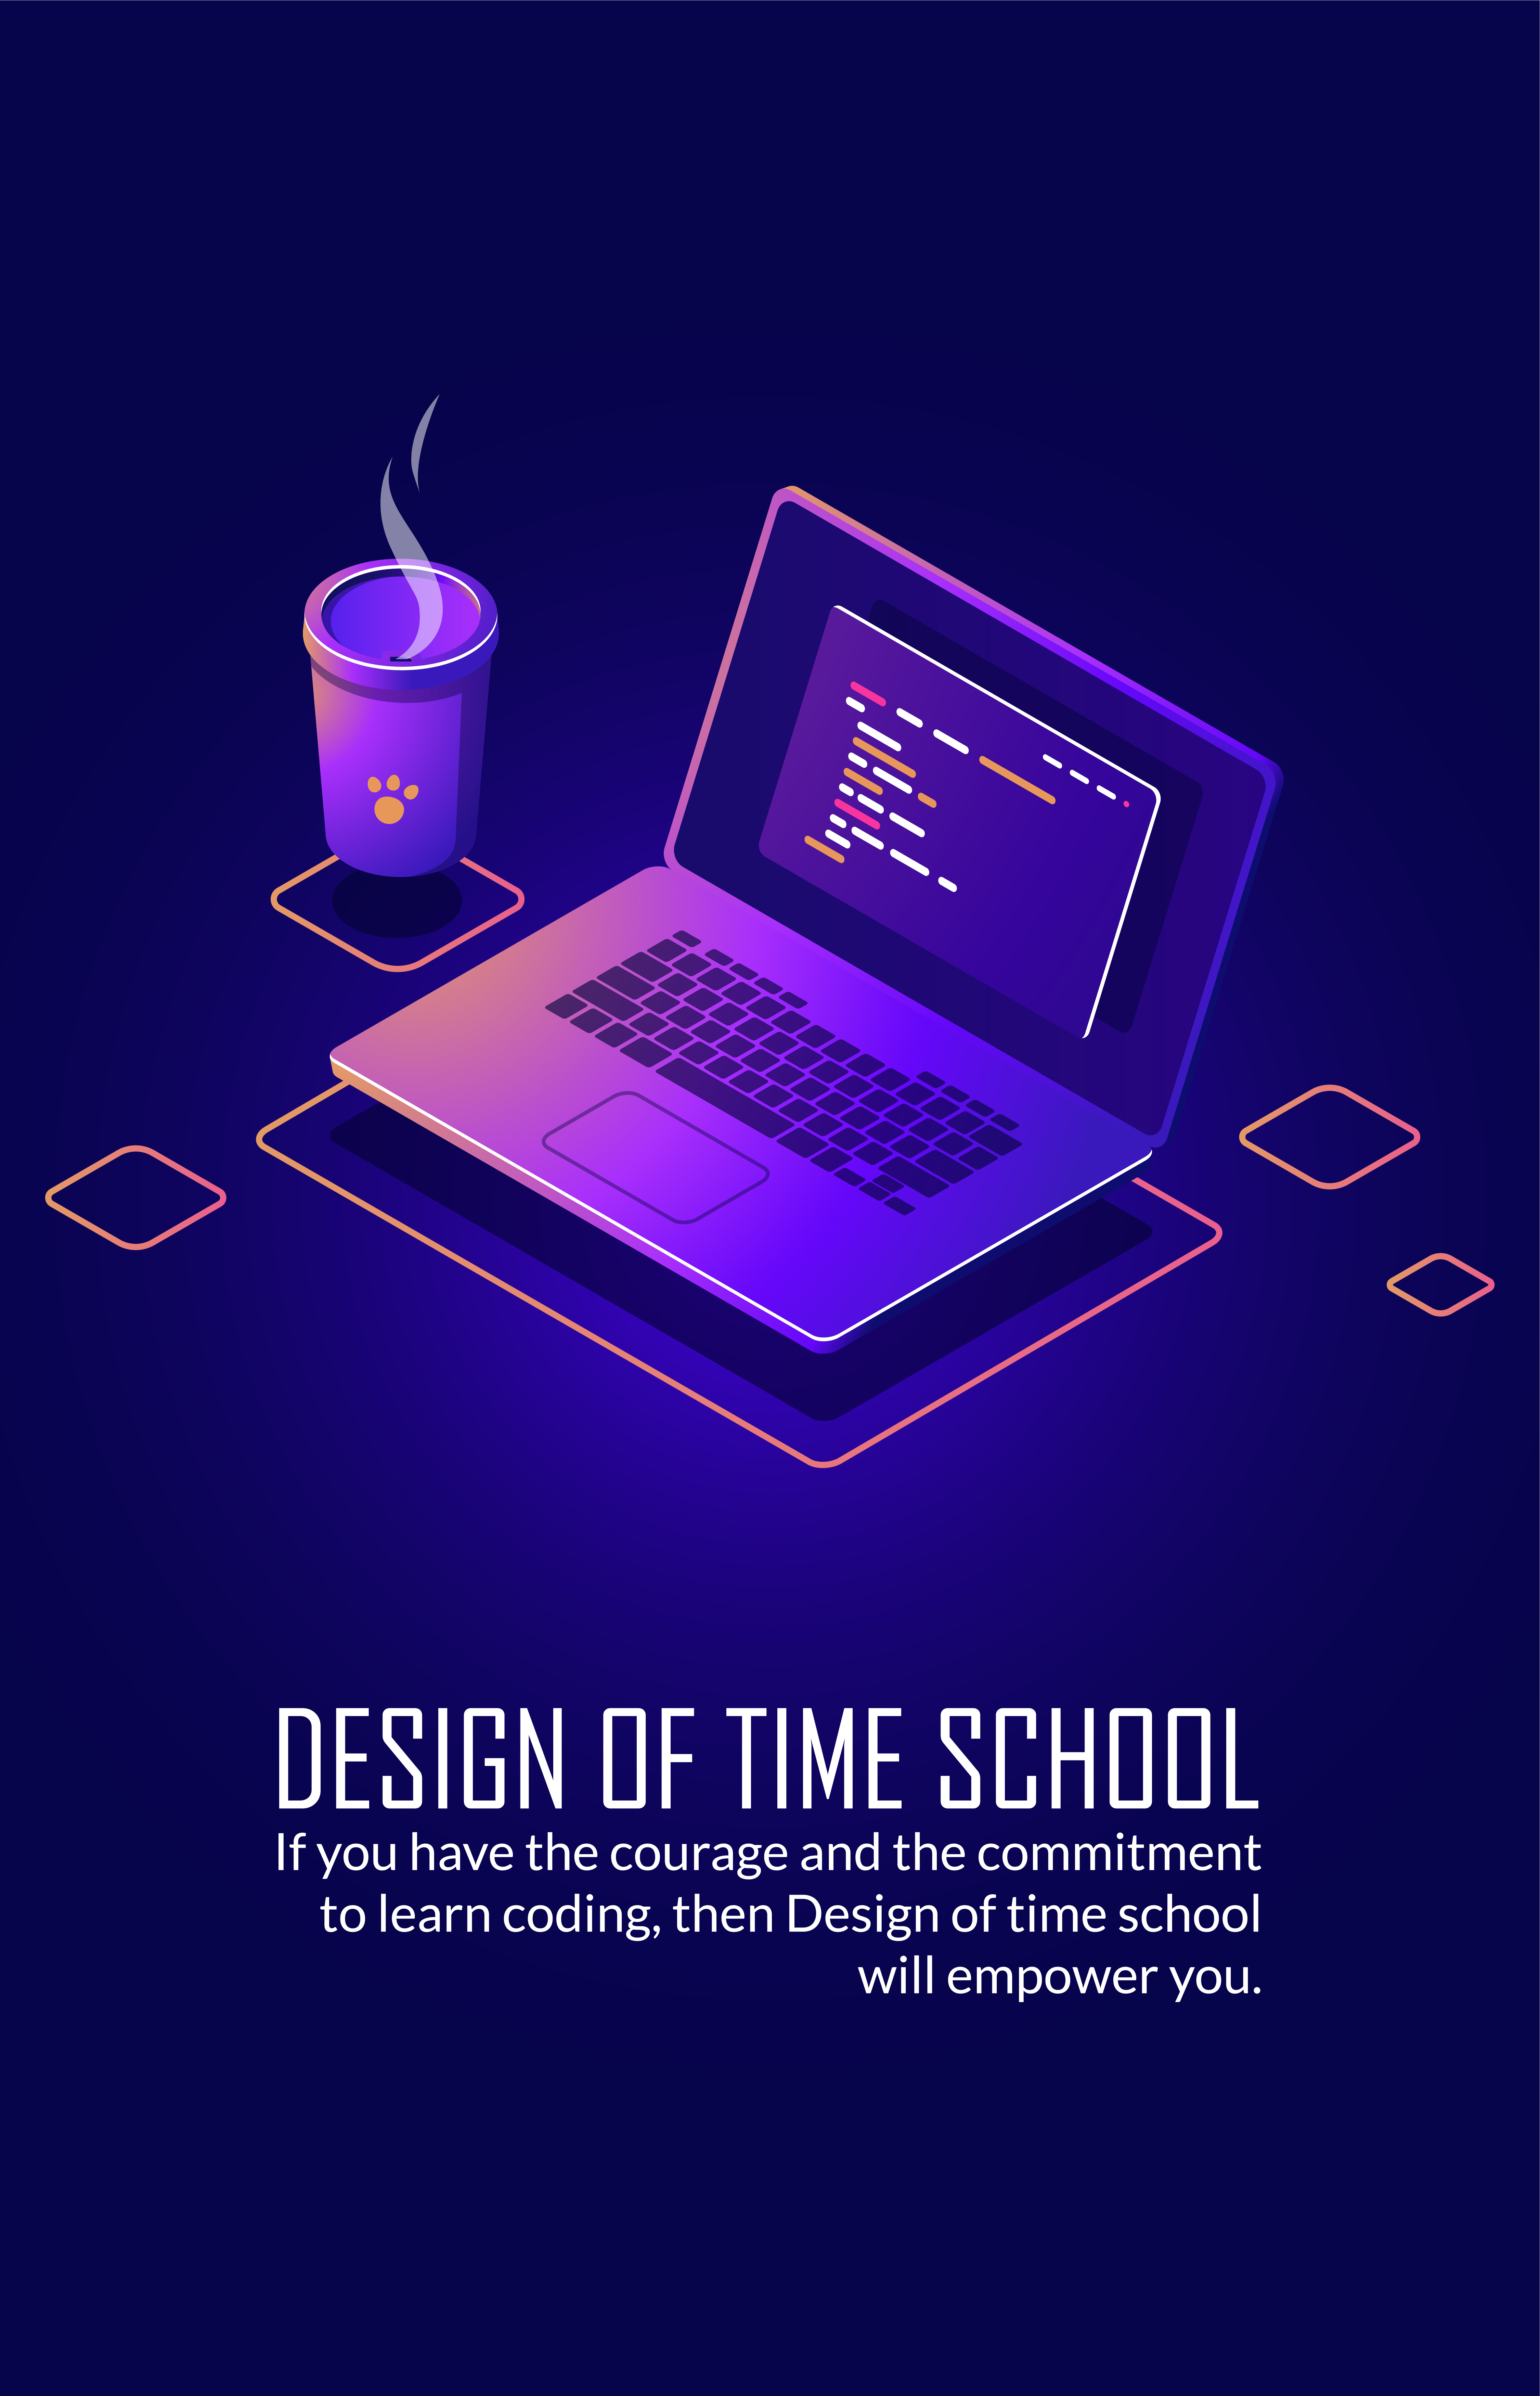 DESIGN OF TIME SCHOOL
If you have the courage and the commitment
to learn coding, then Design of time school
will empower you.